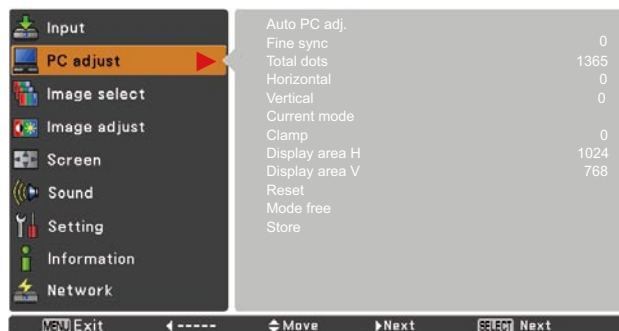 Input
PC adjust
Image select
Image adjust
Screen
Sound
Setting
Information
Network
Auto PC adj.
Fine sync 0
Total dots 1365
Horizontal 0
Vertical 0
Current mode
Clamp 0
Display area H 1024
Display area V 768
Reset
Mode free
Store
MENU Exit ◀ ----- Move ▶Next SELECT Next